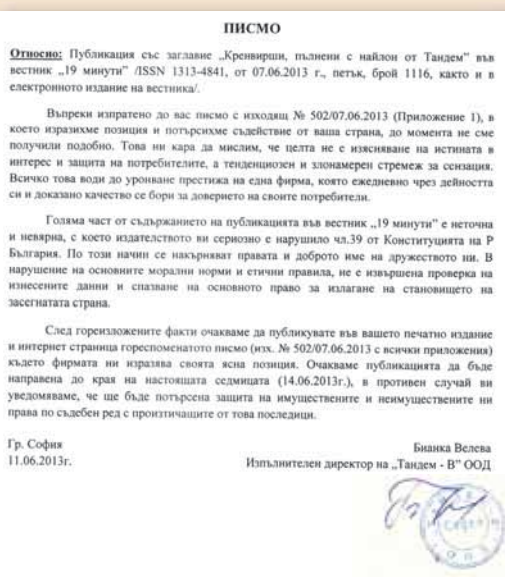 ПИСМО
Относно: Публикация със заглавие „Кренвирши, пълнени с найлон от Тандем” във
вестник „19 минути” /ISSN 1313-4841, от 07.06.2013 г., петък, брой 1116, както и в
електронното издание на вестника/.
Въпреки изпратено до вас писмо с изходящ № 502/07.06.2013 (Приложение 1), в
което изразихме позиция и потърсихме съдействие от ваша страна, до момента не сме
получили подобно. Това ни кара да мислим, че целта не е изясняване на истината в
интерес и защита на потребителите, а тенденциозен и злонамерен стремеж за сензация.
Всичко това води до уронване престижа на една фирма, която ежедневно чрез дейността
си и доказано качество се бори за доверието на своите потребители.
Голяма част от съдържанието на публикацията във вестник „19 минути” е неточна
и невярна, с което издателството ви сериозно е нарушило чл.39 от Конституцията на Р
България. По този начин се накърняват правата и доброто име на дружеството ни. В
нарушение на основните морални норми и етични правила, не е извършена проверка на
изнесените данни и спазване на основното право за излагане на становището на
засегнатата страна.
След гореизложените факти очакваме да публикувате във вашето печатно издание
и интернет страница гореспоменатото писмо (изх. № 502/07.06.2013 с всички приложения)
където фирмата ни изразява своята ясна позиция. Очакваме публикацията да бъде
направена до края на настоящата седмицата (14.06.2013г.), в противен случай ви
уведомяваме, че ще бъде потърсена защита на имуществените и неимуществените ни
права по съдебен ред с произтичащите от това последици.
Гр. София
11.06.2013г.
Бианка Велева
Изпълнителен директор на „Тандем - В” ООД